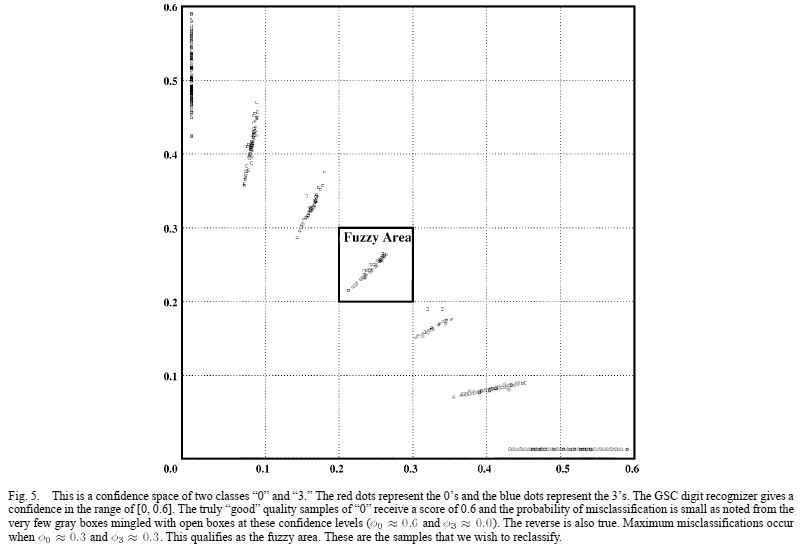 0.6
0.5
0.4
0.3
Fuzzy Area
0.2
0.1
0.0 0.1 0.2 0.3 0.4 0.5 0.6
Fig. 5. This is a confidence space of two classes “0” and “3.” The red dots represent the 0’s and the blue dots represent the 3’s. The GSC digit recognizer gives a
confidence in the range of [0, 0.6]. The truly “good” quality samples of “0” receive a score of 0.6 and the probability of misclassification is small as noted from the
very few gray boxes mingled with open boxes at these confidence levels (ϕ₀ ≈ 0.6 and ϕ₃ ≈ 0.0). The reverse is also true. Maximum misclassifications occur
when ϕ₀ ≈ 0.3 and ϕ₃ ≈ 0.3. This qualifies as the fuzzy area. These are the samples that we wish to reclassify.